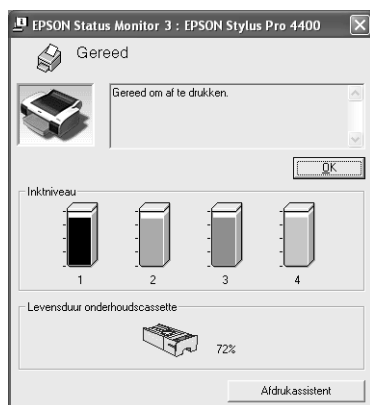 EPSON Status Monitor 3 : EPSON Stylus Pro 4400
Gereed
Gereed om af te drukken.
OK
Inktniveau
1 2 3 4
Levensduur onderhoudscassette
72%
Afdrukassistent